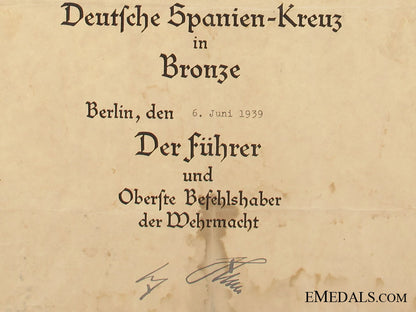 Deutsche Spanien-Kreuz
in
Bronze
Berlin, den 6. Juni 1939
Der Führer
und
Oberste Befehlshaber
der Wehrmacht
EMEDALS.COM